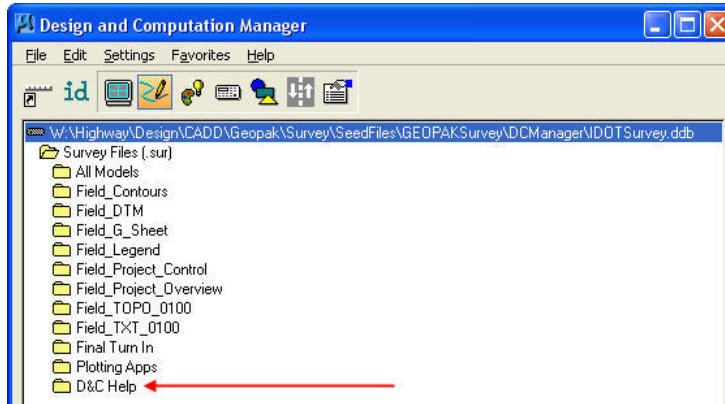 Design and Computation Manager
File Edit Settings Favorites Help
id
W:\Highway\Design\CADD\Geopak\Survey\SeedFiles\GEOPAKSurvey\DCManager\IDOTSurvey.ddb
Survey Files (.sur)
All Models
Field_Contours
Field_DTM
Field_G_Sheet
Field_Legend
Field_Project_Control
Field_Project_Overview
Field_TOPO_0100
Field_TXT_0100
Final Turn In
Plotting Apps
D&C Help